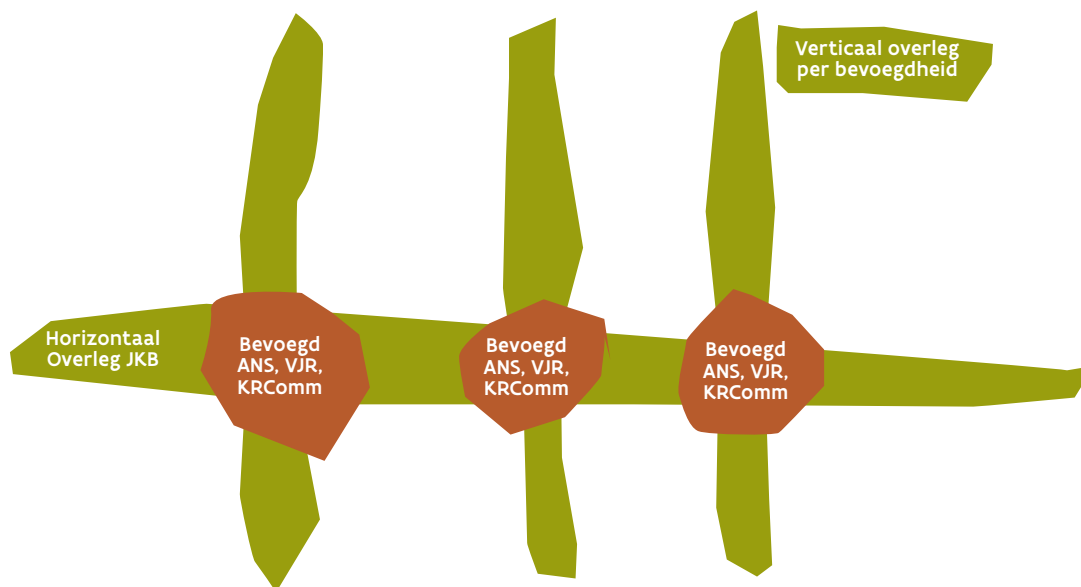 Verticaal overleg
per bevoegdheid
Horizontaal
Overleg JKB
Bevoegd
ANS, VJR,
KRComm
Bevoegd
ANS, VJR,
KRComm
Bevoegd
ANS, VJR,
KRComm